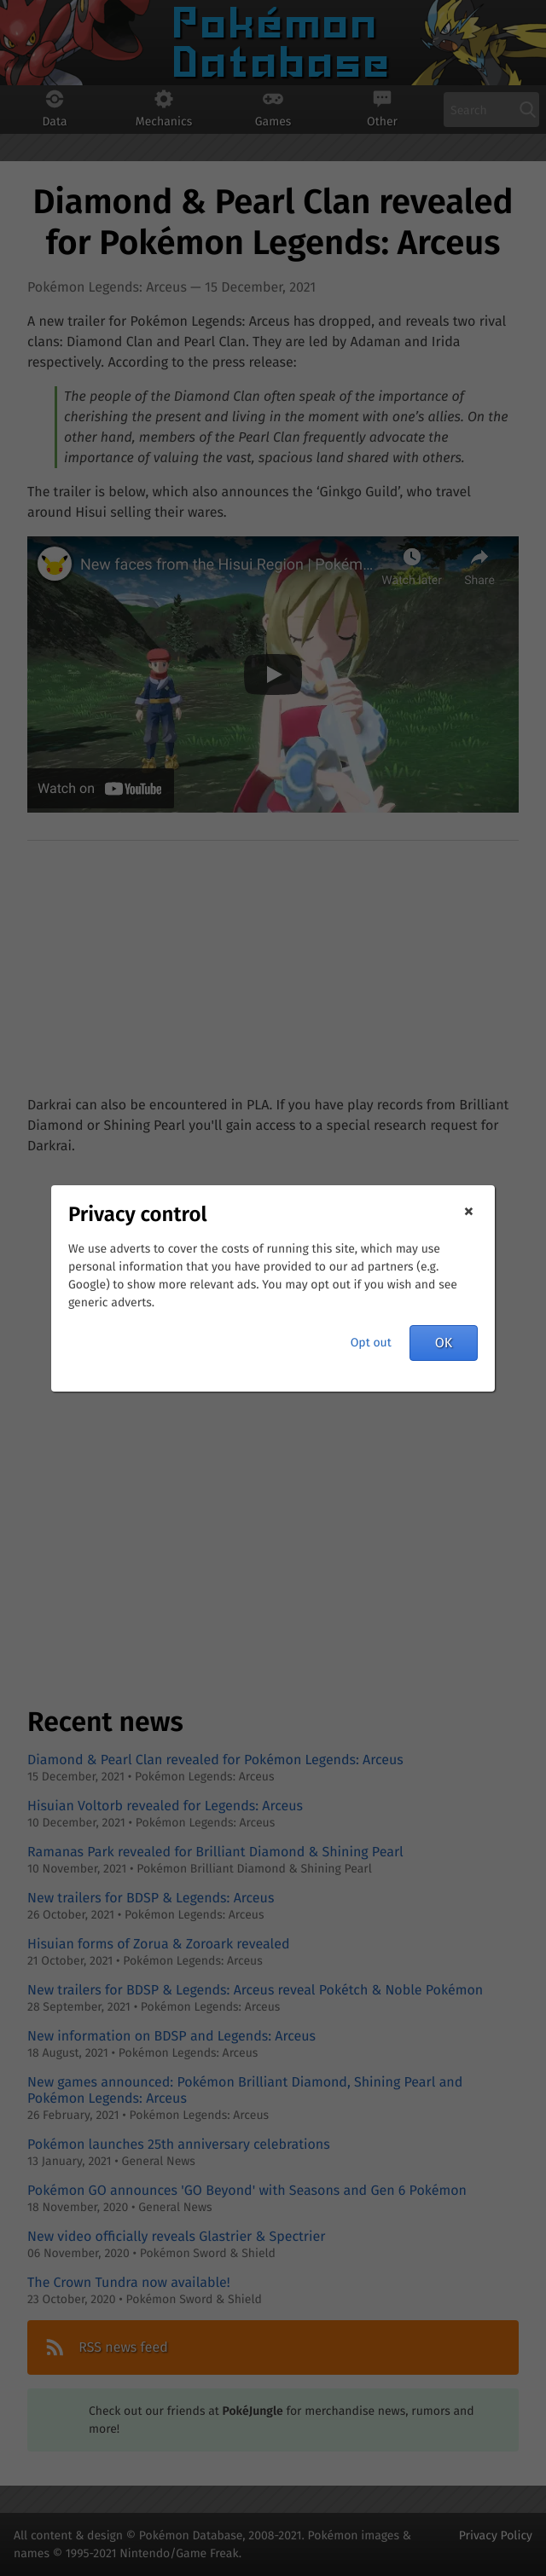 Pokémon
Database
Data
Mechanics
Games
Other
Search
Diamond & Pearl Clan revealed
for Pokémon Legends: Arceus
Pokémon Legends: Arceus — 15 December, 2021
A new trailer for Pokémon Legends: Arceus has dropped, and reveals two rival
clans: Diamond Clan and Pearl Clan. They are led by Adaman and Irida
respectively. According to the press release:
The people of the Diamond Clan often speak of the importance of
cherishing the present and living in the moment with one’s allies. On the
other hand, members of the Pearl Clan frequently advocate the
importance of valuing the vast, spacious land shared with others.
The trailer is below, which also announces the ‘Ginkgo Guild’, who travel
around Hisui selling their wares.
New faces from the Hisui Region | Pokém...
Watch later
Share
Watch on YouTube
Darkrai can also be encountered in PLA. If you have play records from Brilliant
Diamond or Shining Pearl you'll gain access to a special research request for
Darkrai.
Privacy control
×
We use adverts to cover the costs of running this site, which may use
personal information that you have provided to our ad partners (e.g.
Google) to show more relevant ads. You may opt out if you wish and see
generic adverts.
Opt out
OK
Recent news
Diamond & Pearl Clan revealed for Pokémon Legends: Arceus
15 December, 2021 • Pokémon Legends: Arceus
Hisuian Voltorb revealed for Legends: Arceus
10 December, 2021 • Pokémon Legends: Arceus
Ramanas Park revealed for Brilliant Diamond & Shining Pearl
10 November, 2021 • Pokémon Brilliant Diamond & Shining Pearl
New trailers for BDSP & Legends: Arceus
26 October, 2021 • Pokémon Legends: Arceus
Hisuian forms of Zorua & Zoroark revealed
21 October, 2021 • Pokémon Legends: Arceus
New trailers for BDSP & Legends: Arceus reveal Pokétch & Noble Pokémon
28 September, 2021 • Pokémon Legends: Arceus
New information on BDSP and Legends: Arceus
18 August, 2021 • Pokémon Legends: Arceus
New games announced: Pokémon Brilliant Diamond, Shining Pearl and
Pokémon Legends: Arceus
26 February, 2021 • Pokémon Legends: Arceus
Pokémon launches 25th anniversary celebrations
13 January, 2021 • General News
Pokémon GO announces 'GO Beyond' with Seasons and Gen 6 Pokémon
18 November, 2020 • General News
New video officially reveals Glastrier & Spectrier
06 November, 2020 • Pokémon Sword & Shield
The Crown Tundra now available!
23 October, 2020 • Pokémon Sword & Shield
RSS news feed
Check out our friends at PokéJungle for merchandise news, rumors and
more!
All content & design © Pokémon Database, 2008-2021. Pokémon images &
names © 1995-2021 Nintendo/Game Freak.
Privacy Policy